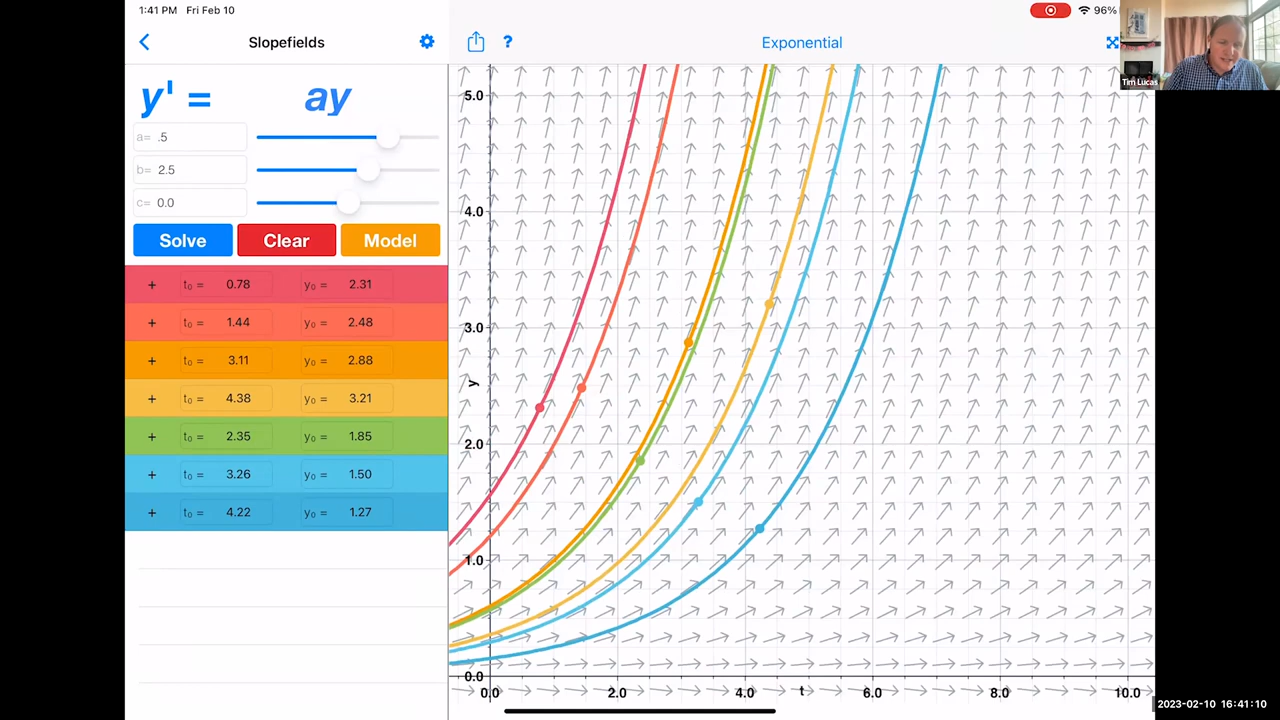 1:41 PM Fri Feb 10
96%
Slopefields
?
Exponential
Tim Lucas
y' = ay
a= .5
b= 2.5
c= 0.0
Solve Clear Model
+ t₀ = 0.78 y₀ = 2.31
+ t₀ = 1.44 y₀ = 2.48
+ t₀ = 3.11 y₀ = 2.88
+ t₀ = 4.38 y₀ = 3.21
+ t₀ = 2.35 y₀ = 1.85
+ t₀ = 3.26 y₀ = 1.50
+ t₀ = 4.22 y₀ = 1.27
5.0
4.0
3.0
y
2.0
1.0
0.0
0.0 2.0 4.0 t 6.0 8.0 10.0
2023-02-10 16:41:10